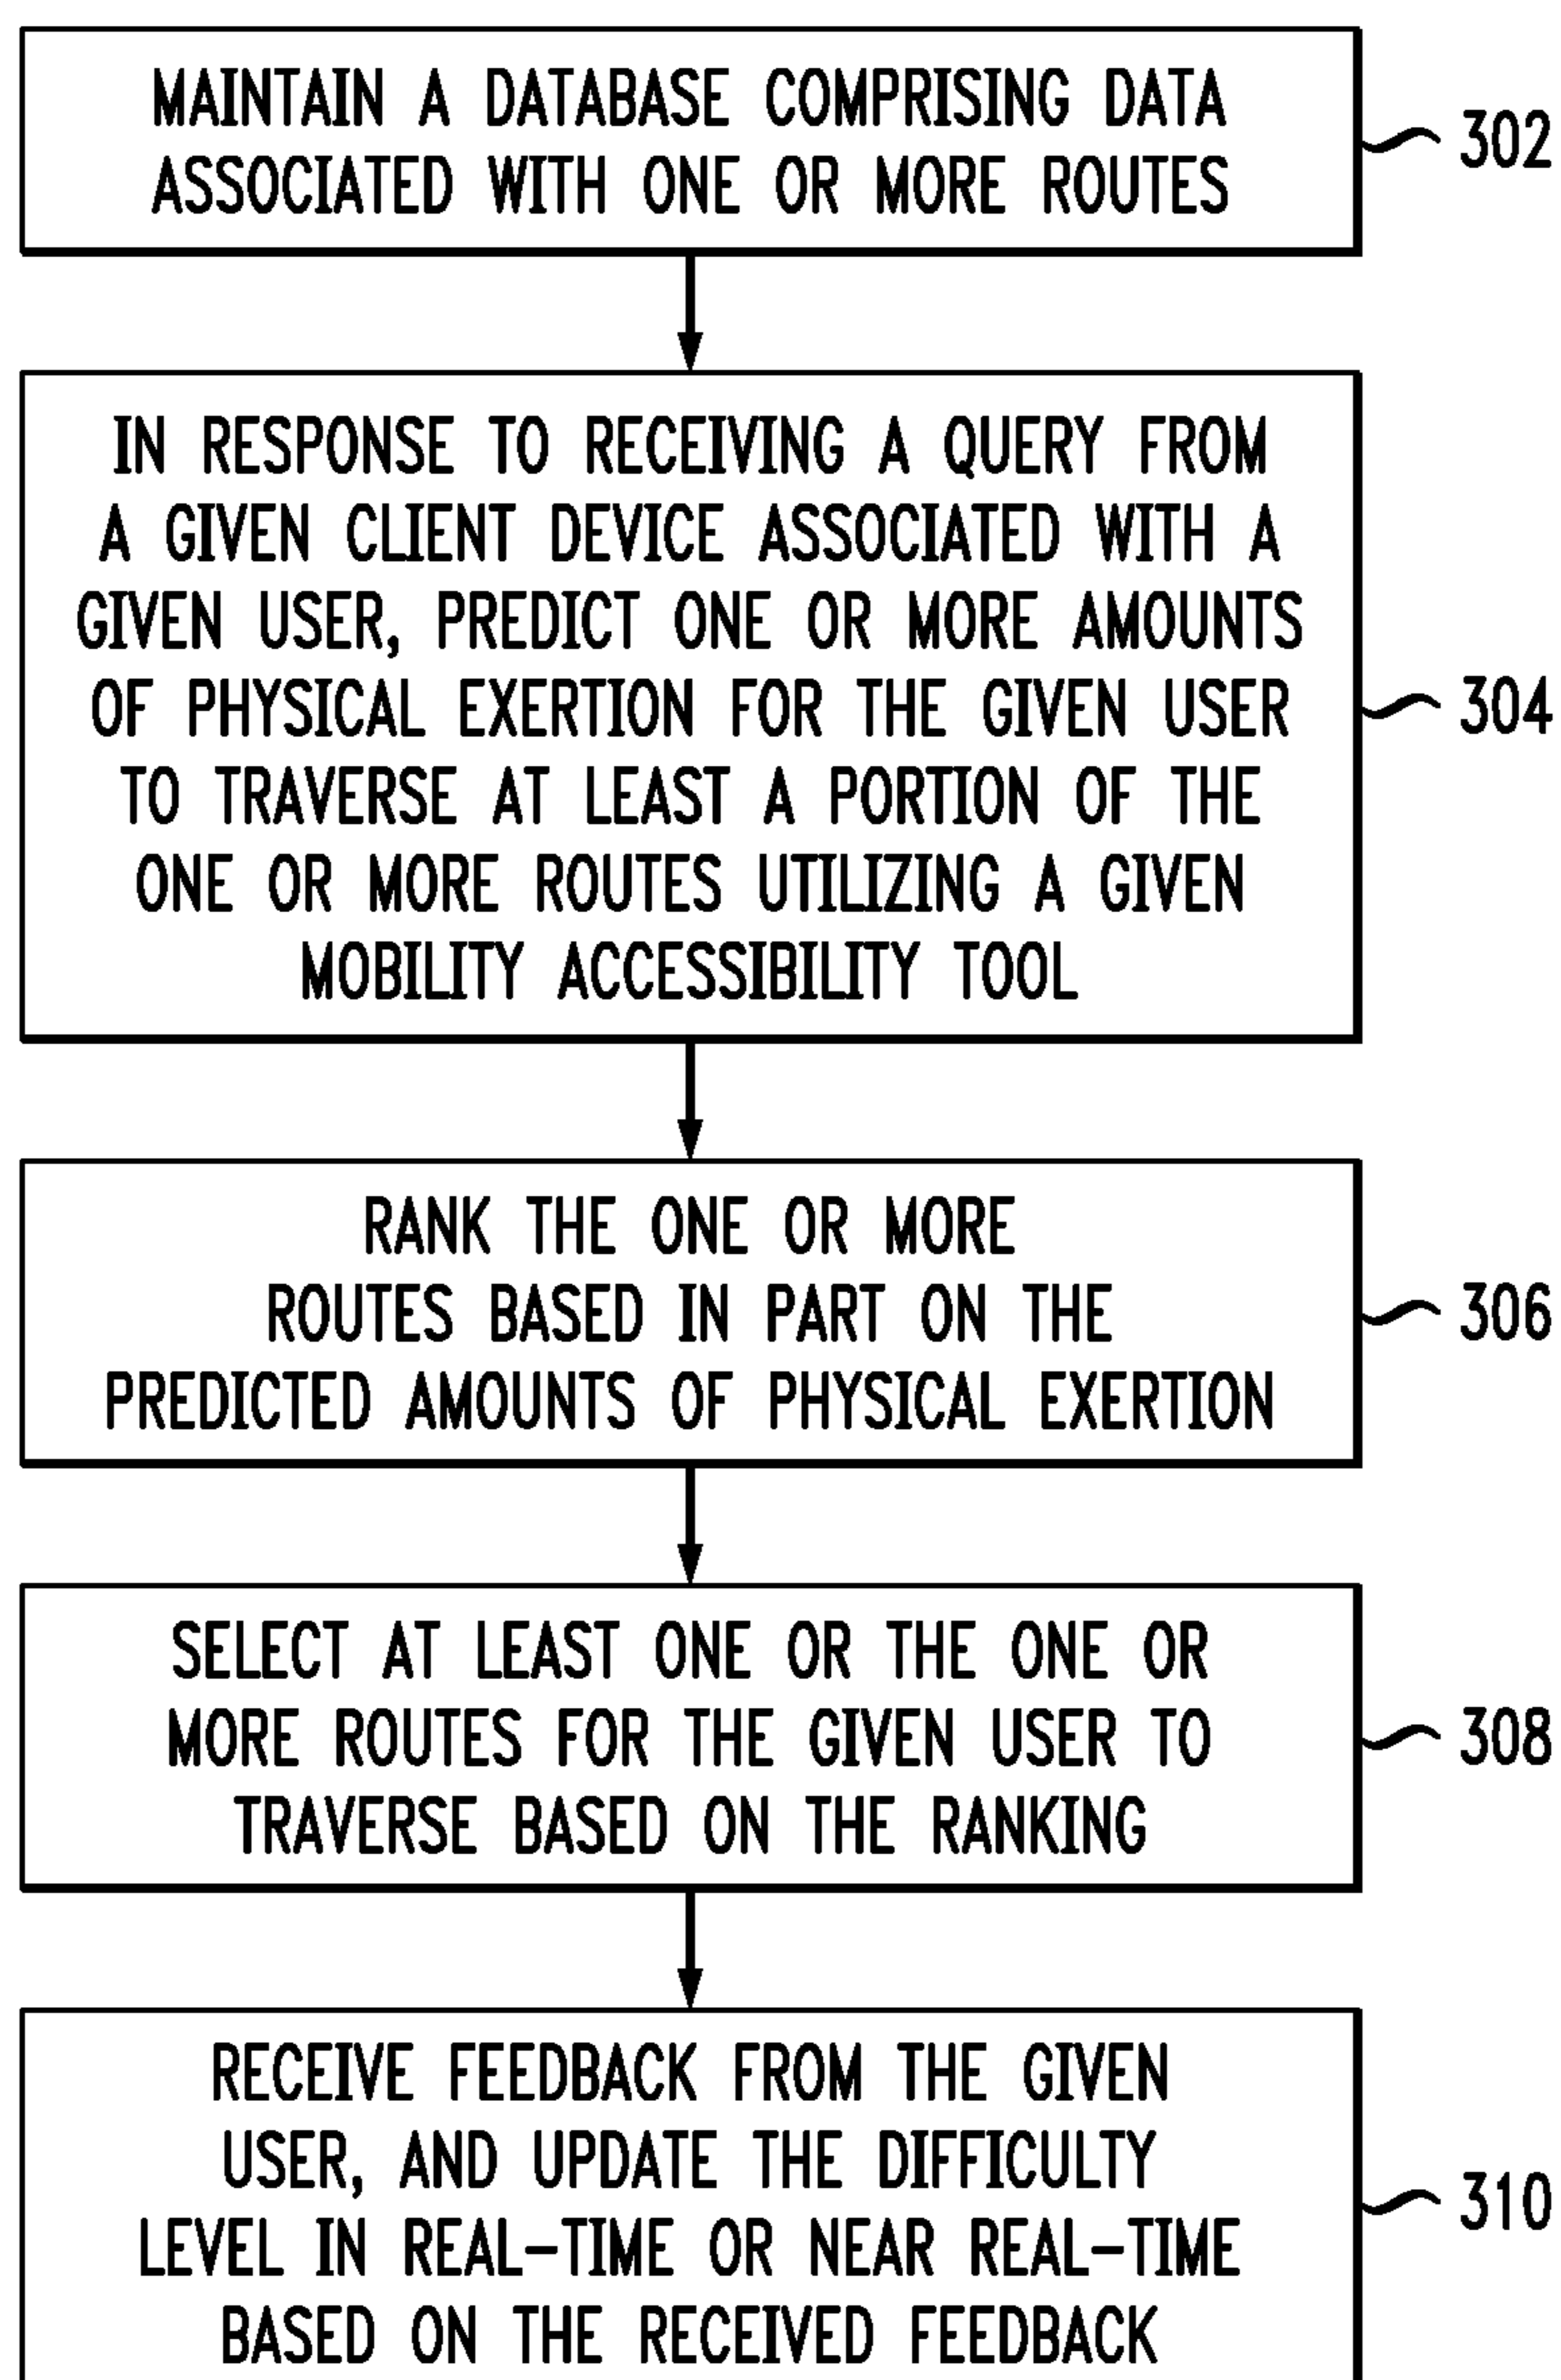 MAINTAIN A DATABASE COMPRISING DATA
ASSOCIATED WITH ONE OR MORE ROUTES
302
IN RESPONSE TO RECEIVING A QUERY FROM
A GIVEN CLIENT DEVICE ASSOCIATED WITH A
GIVEN USER, PREDICT ONE OR MORE AMOUNTS
OF PHYSICAL EXERTION FOR THE GIVEN USER
TO TRAVERSE AT LEAST A PORTION OF THE
ONE OR MORE ROUTES UTILIZING A GIVEN
MOBILITY ACCESSIBILITY TOOL
304
RANK THE ONE OR MORE
ROUTES BASED IN PART ON THE
PREDICTED AMOUNTS OF PHYSICAL EXERTION
306
SELECT AT LEAST ONE OR THE ONE OR
MORE ROUTES FOR THE GIVEN USER TO
TRAVERSE BASED ON THE RANKING
308
RECEIVE FEEDBACK FROM THE GIVEN
USER, AND UPDATE THE DIFFICULTY
LEVEL IN REAL-TIME OR NEAR REAL-TIME
BASED ON THE RECEIVED FEEDBACK
310